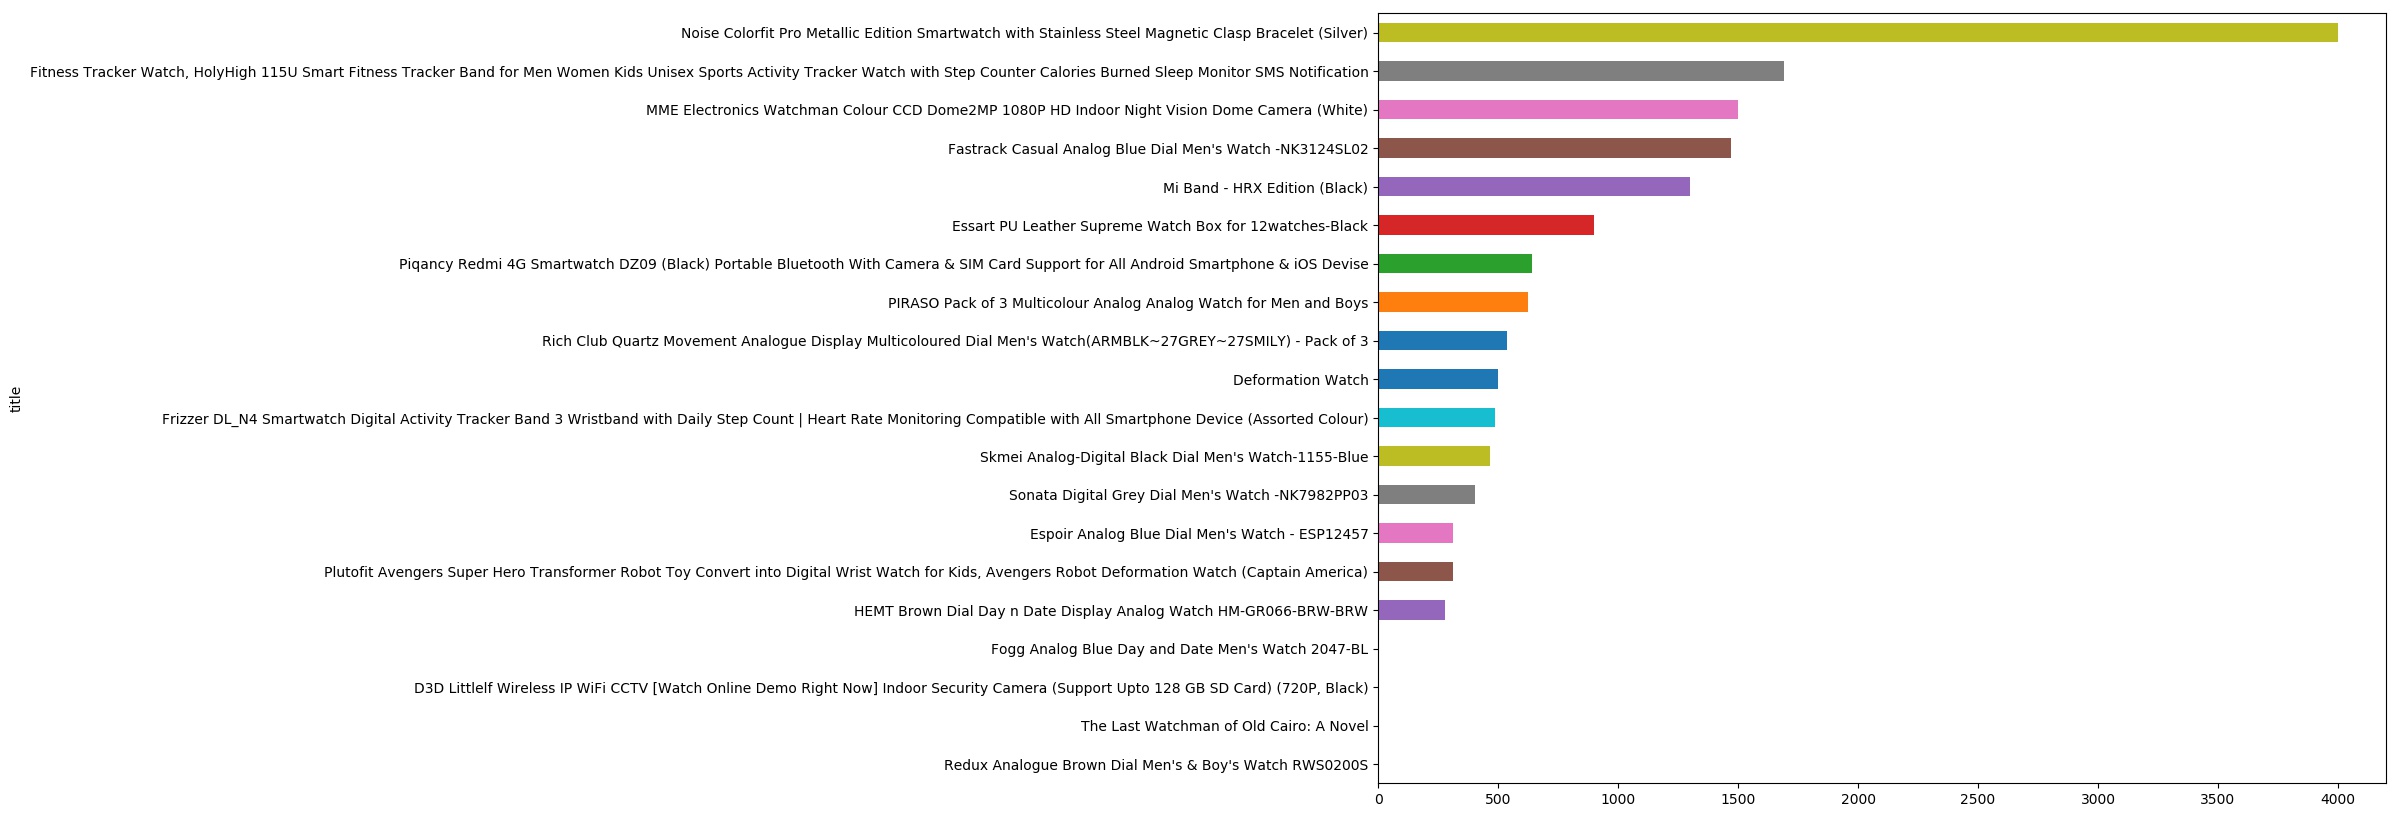 Noise Colorfit Pro Metallic Edition Smartwatch with Stainless Steel Magnetic Clasp Bracelet (Silver)
Fitness Tracker Watch, HolyHigh 115U Smart Fitness Tracker Band for Men Women Kids Unisex Sports Activity Tracker Watch with Step Counter Calories Burned Sleep Monitor SMS Notification
MME Electronics Watchman Colour CCD Dome2MP 1080P HD Indoor Night Vision Dome Camera (White)
Fastrack Casual Analog Blue Dial Men's Watch -NK3124SL02
Mi Band - HRX Edition (Black)
Essart PU Leather Supreme Watch Box for 12watches-Black
Piqancy Redmi 4G Smartwatch DZ09 (Black) Portable Bluetooth With Camera & SIM Card Support for All Android Smartphone & iOS Devise
PIRASO Pack of 3 Multicolour Analog Analog Watch for Men and Boys
Rich Club Quartz Movement Analogue Display Multicoloured Dial Men's Watch(ARMBLK~27GREY~27SMILY) - Pack of 3
Deformation Watch
title
Frizzer DL_N4 Smartwatch Digital Activity Tracker Band 3 Wristband with Daily Step Count | Heart Rate Monitoring Compatible with All Smartphone Device (Assorted Colour)
Skmei Analog-Digital Black Dial Men's Watch-1155-Blue
Sonata Digital Grey Dial Men's Watch -NK7982PP03
Espoir Analog Blue Dial Men's Watch - ESP12457
Plutofit Avengers Super Hero Transformer Robot Toy Convert into Digital Wrist Watch for Kids, Avengers Robot Deformation Watch (Captain America)
HEMT Brown Dial Day n Date Display Analog Watch HM-GR066-BRW-BRW
Fogg Analog Blue Day and Date Men's Watch 2047-BL
D3D Littlelf Wireless IP WiFi CCTV [Watch Online Demo Right Now] Indoor Security Camera (Support Upto 128 GB SD Card) (720P, Black)
The Last Watchman of Old Cairo: A Novel
Redux Analogue Brown Dial Men's & Boy's Watch RWS0200S
0 500 1000 1500 2000 2500 3000 3500 4000